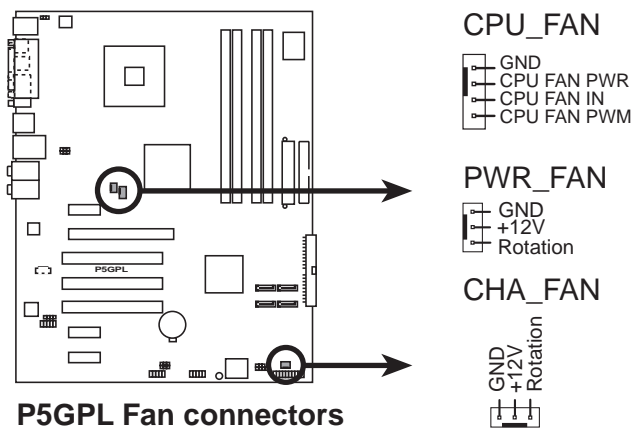 CPU_FAN
GND
CPU FAN PWR
CPU FAN IN
CPU FAN PWM
PWR_FAN
GND
+12V
Rotation
P5GPL
CHA_FAN
GND
+12V
Rotation
P5GPL Fan connectors